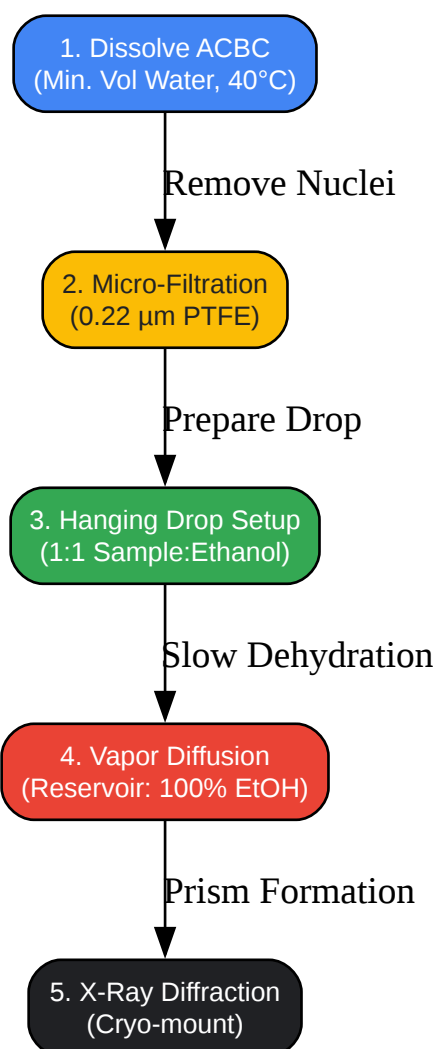 1. Dissolve ACBC
(Min. Vol Water, 40°C)
Remove Nuclei
2. Micro-Filtration
(0.22 µm PTFE)
Prepare Drop
3. Hanging Drop Setup
(1:1 Sample:Ethanol)
Slow Dehydration
4. Vapor Diffusion
(Reservoir: 100% EtOH)
Prism Formation
5. X-Ray Diffraction
(Cryo-mount)